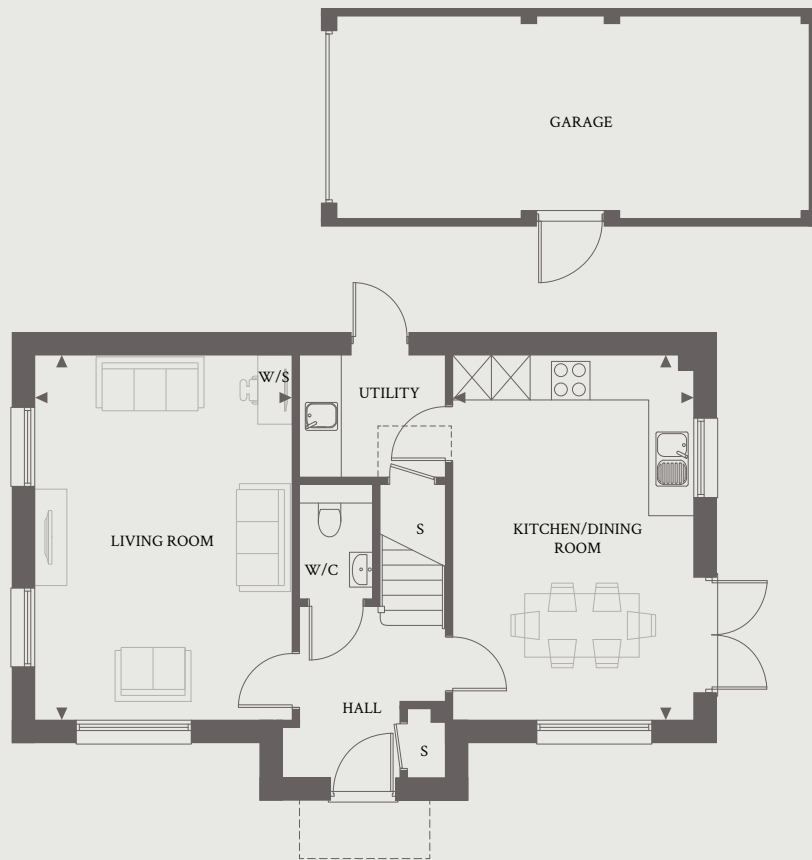 GARAGE
W/S
UTILITY
LIVING ROOM
S
KITCHEN/DINING
ROOM
W/C
HALL
S